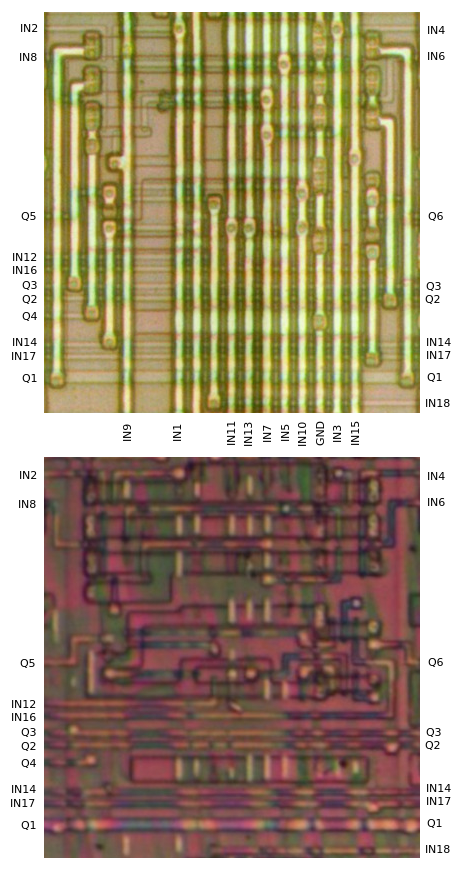 IN2 IN4
IN8 IN6
Q5 Q6
IN12
IN16
Q3 Q3
Q2 Q2
Q4
IN14 IN14
IN17 IN17
Q1 Q1
IN18
IN9 IN1 IN11 IN13 IN7 IN5 IN10 GND IN3 IN15
IN2 IN4
IN8 IN6
Q5 Q6
IN12
IN16
Q3 Q3
Q2 Q2
Q4
IN14 IN14
IN17 IN17
Q1 Q1
IN18